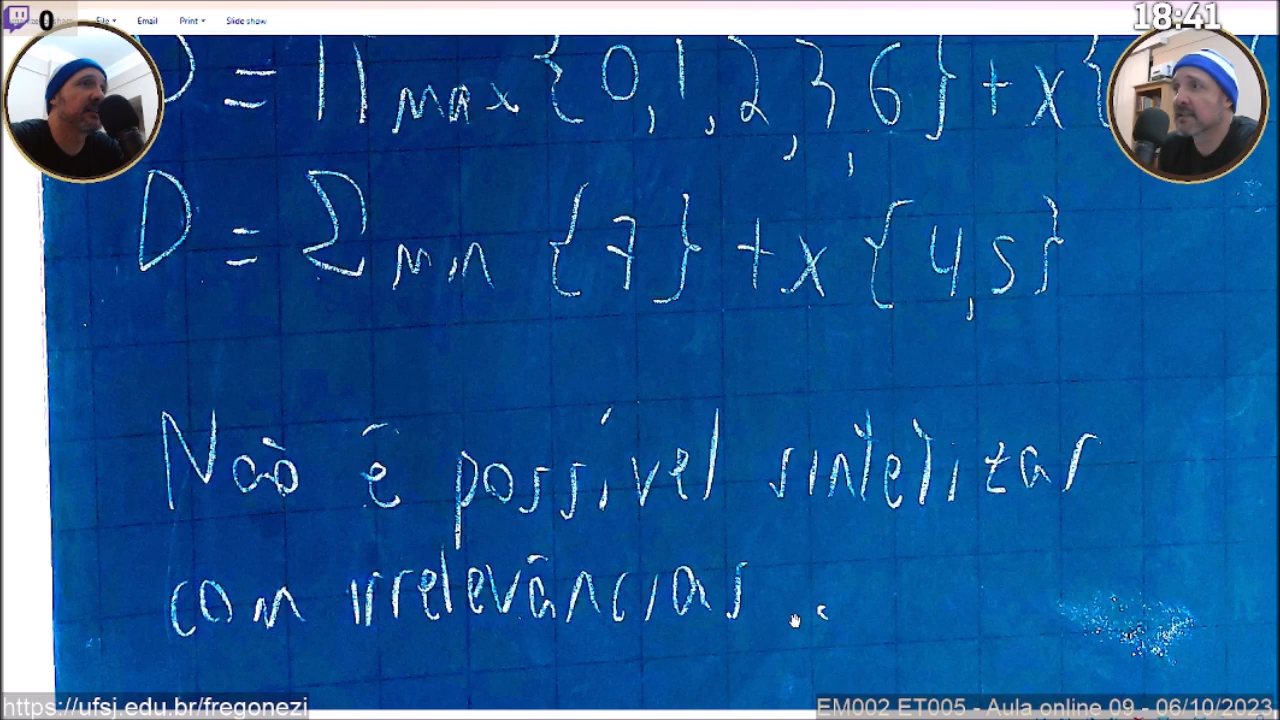 0 File Email Print Slide show
18:41
D = Π Max {0, 1, 2, 3, 6} + x {
D = Σ Min {7} + x {4, 5}
Não é possível sintetizar
com irrelevâncias.
https://ufsj.edu.br/fregonezi
EM002 ET005 - Aula online 09 - 06/10/2023